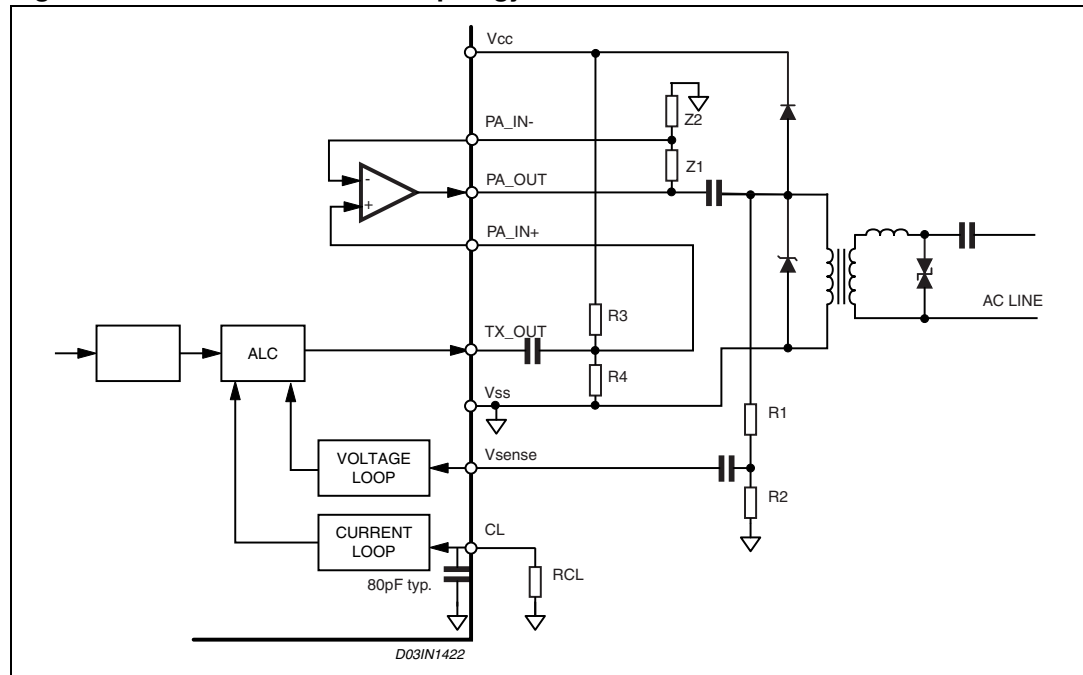 Vcc
PA_IN-
Z2
Z1
-
PA_OUT
+
PA_IN+
AC LINE
R3
TX_OUT
ALC
R4
Vss
R1
VOLTAGE
LOOP
Vsense
R2
CURRENT
LOOP
CL
80pF typ.
RCL
D03IN1422